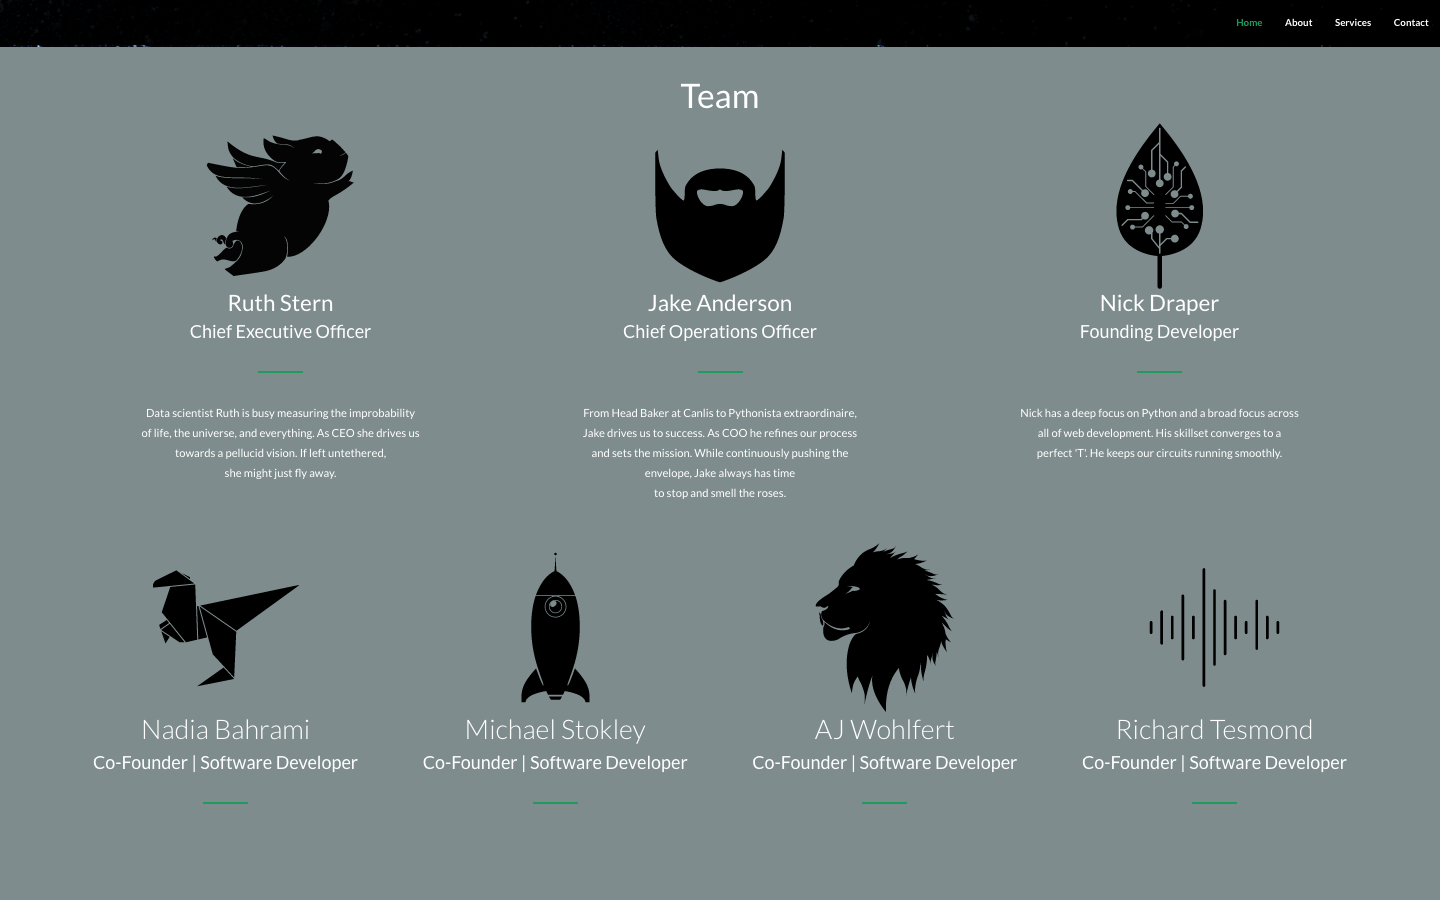 Home About Services Contact
Team
Ruth Stern
Chief Executive Officer
Data scientist Ruth is busy measuring the improbability
of life, the universe, and everything. As CEO she drives us
towards a pellucid vision. If left untethered,
she might just fly away.
Jake Anderson
Chief Operations Officer
From Head Baker at Canlis to Pythonista extraordinaire,
Jake drives us to success. As COO he refines our process
and sets the mission. While continuously pushing the
envelope, Jake always has time
to stop and smell the roses.
Nick Draper
Founding Developer
Nick has a deep focus on Python and a broad focus across
all of web development. His skillset converges to a
perfect 'T'. He keeps our circuits running smoothly.
Nadia Bahrami
Co-Founder | Software Developer
Michael Stokley
Co-Founder | Software Developer
AJ Wohlfert
Co-Founder | Software Developer
Richard Tesmond
Co-Founder | Software Developer